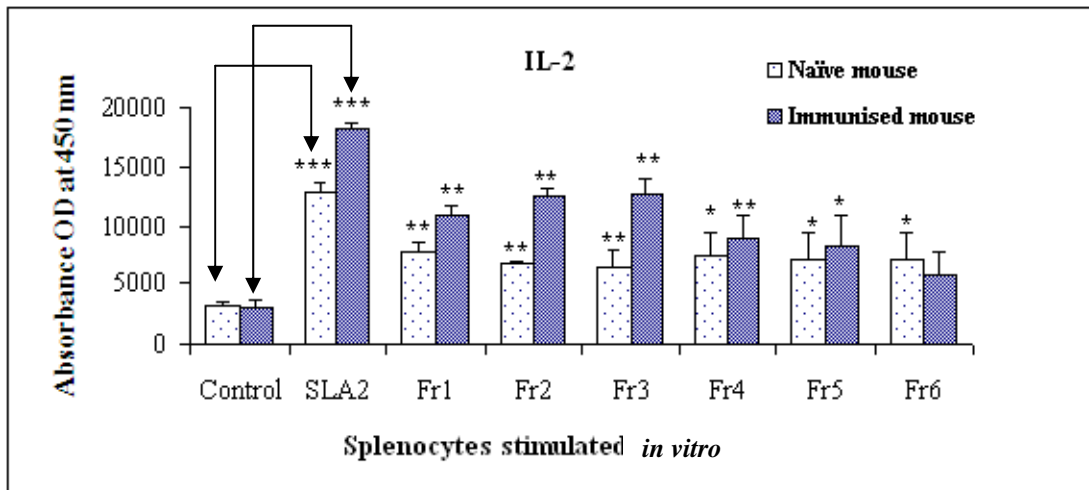 IL-2
Naïve mouse
Immunised mouse
Absorbance OD at 450 nm
20000
15000
10000
5000
0
*** ***
** **
** **
** **
* **
* *
*
Control SLA2 Fr1 Fr2 Fr3 Fr4 Fr5 Fr6
Splenocytes stimulated in vitro